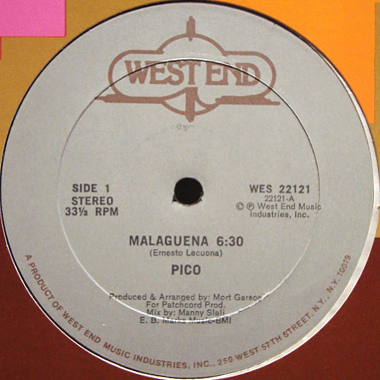 WEST END
SIDE 1
STEREO
33⅓ RPM
WES 22121
22121-A
© ℗ West End Music
Industries, Inc.
MALAGUENA 6:30
(Ernesto Lecuona)
PICO
Produced & Arranged by: Mort Garson
For Patchcord Prod.
Mix by: Manny Slali
E. B. Marks Music-BMI
A PRODUCT OF WEST END MUSIC INDUSTRIES, INC., 250 WEST 57TH STREET, N.Y., N.Y. 10019